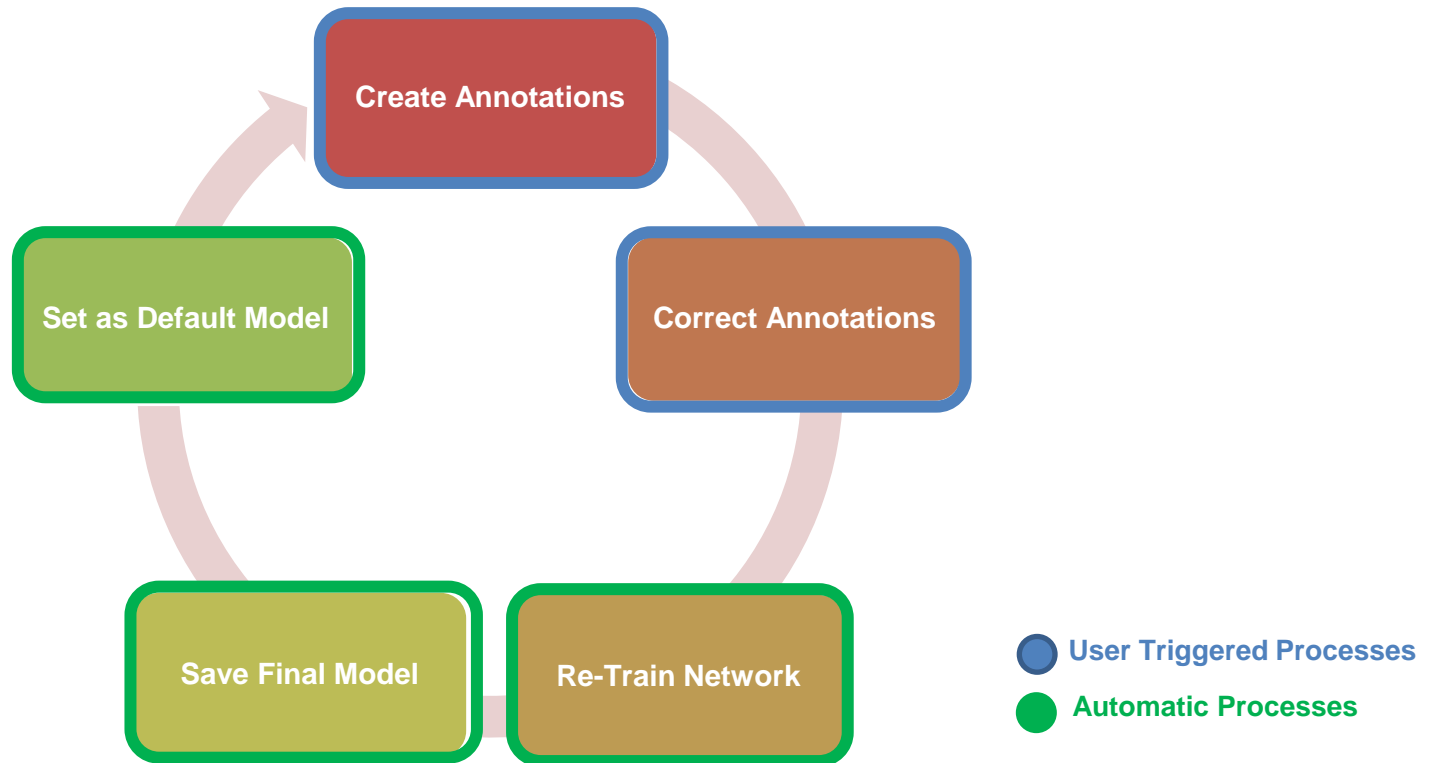 Create Annotations
Correct Annotations
Re-Train Network
Save Final Model
Set as Default Model
User Triggered Processes
Automatic Processes